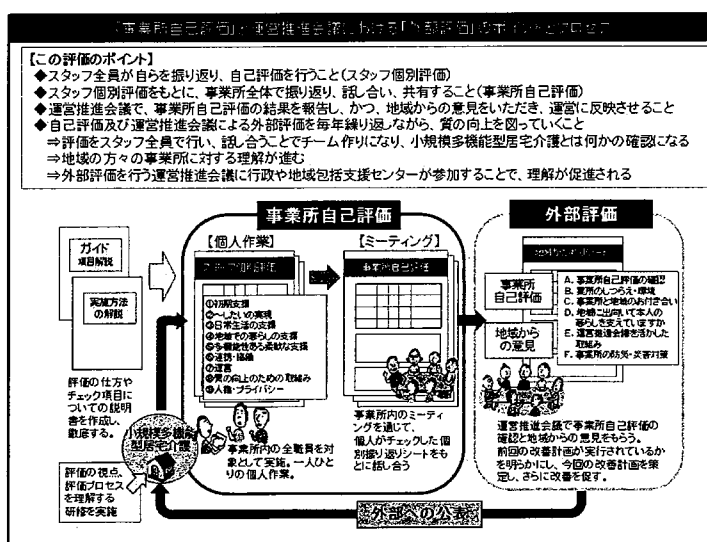 「事業所自己評価」と運営推進会議における「外部評価」のポイントとプロセス
【この評価のポイント】
◆スタッフ全員が自らを振り返り、自己評価を行うこと(スタッフ個別評価)
◆スタッフ個別評価をもとに、事業所全体で振り返り、話し合い、共有すること(事業所自己評価)
◆運営推進会議で、事業所自己評価の結果を報告し、かつ、地域からの意見をいただき、運営に反映させること
◆自己評価及び運営推進会議による外部評価を毎年繰り返しながら、質の向上を図っていくこと
⇒評価をスタッフ全員で行い、話し合うことでチーム作りになり、小規模多機能型居宅介護とは何かの確認になる
⇒地域の方々の事業所に対する理解が進む
⇒外部評価を行う運営推進会議に行政や地域包括支援センターが参加することで、理解が促進される
ガイド
項目解説
実施方法
の解説
評価の仕方や
チェック項目に
ついての説明
書を作成し、
徹底する。
小規模多機能
型居宅介護
評価の視点、
評価プロセス
を理解する
研修を実施
事業所自己評価
【個人作業】
スタッフ個別評価
①初期支援
②~したいの実現
③日常生活の支援
④地域での暮らしの支援
⑤多機能性ある柔軟な支援
⑥連携・協働
⑦運営
⑧質の向上のための取組み
⑨人権・プライバシー
事業所内の全職員を対
象として実施。一人ひと
りの個人作業。
【ミーティング】
事業所自己評価
事業所内のミーティ
ングを通じて、
個人がチェックした個
別振り返りシートをも
とに話し合う
外部評価
事業所
自己評価
地域から
の意見
A. 事業所自己評価の確認
B. 事業所のしつらえ・環境
C. 事業所と地域のお付き合い
D. 地域に出向いて本人の
暮らしを支えていますか
E. 運営推進会議を活かした
取組み
F. 事業所の防災・災害対策
運営推進会議で事業所自己評価の
確認と地域からの意見をもらう。
前回の改善計画が実行されているか
を明らかにし、今回の改善計画を策
定し、さらに改善を促す。
外部への公表